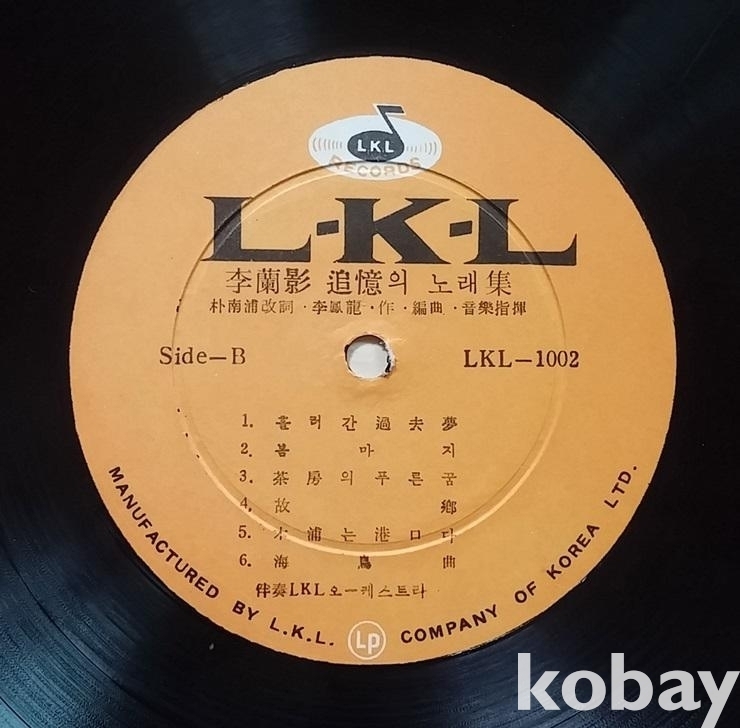 L.K.L
RECORDS
L-K-L
李蘭影 追憶의 노래集
朴南浦改詞·李鳳龍·作·編曲·音樂指揮
Side-B
LKL-1002
1. 흘러간過去夢
2. 봄마지
3. 茶房의푸른꿈
4. 故鄕
5. 木浦는港口다
6. 海鳥曲
伴奏LKL오-케스트라
MANUFACTURED BY L.K.L. Lp COMPANY OF KOREA LTD.
kobay